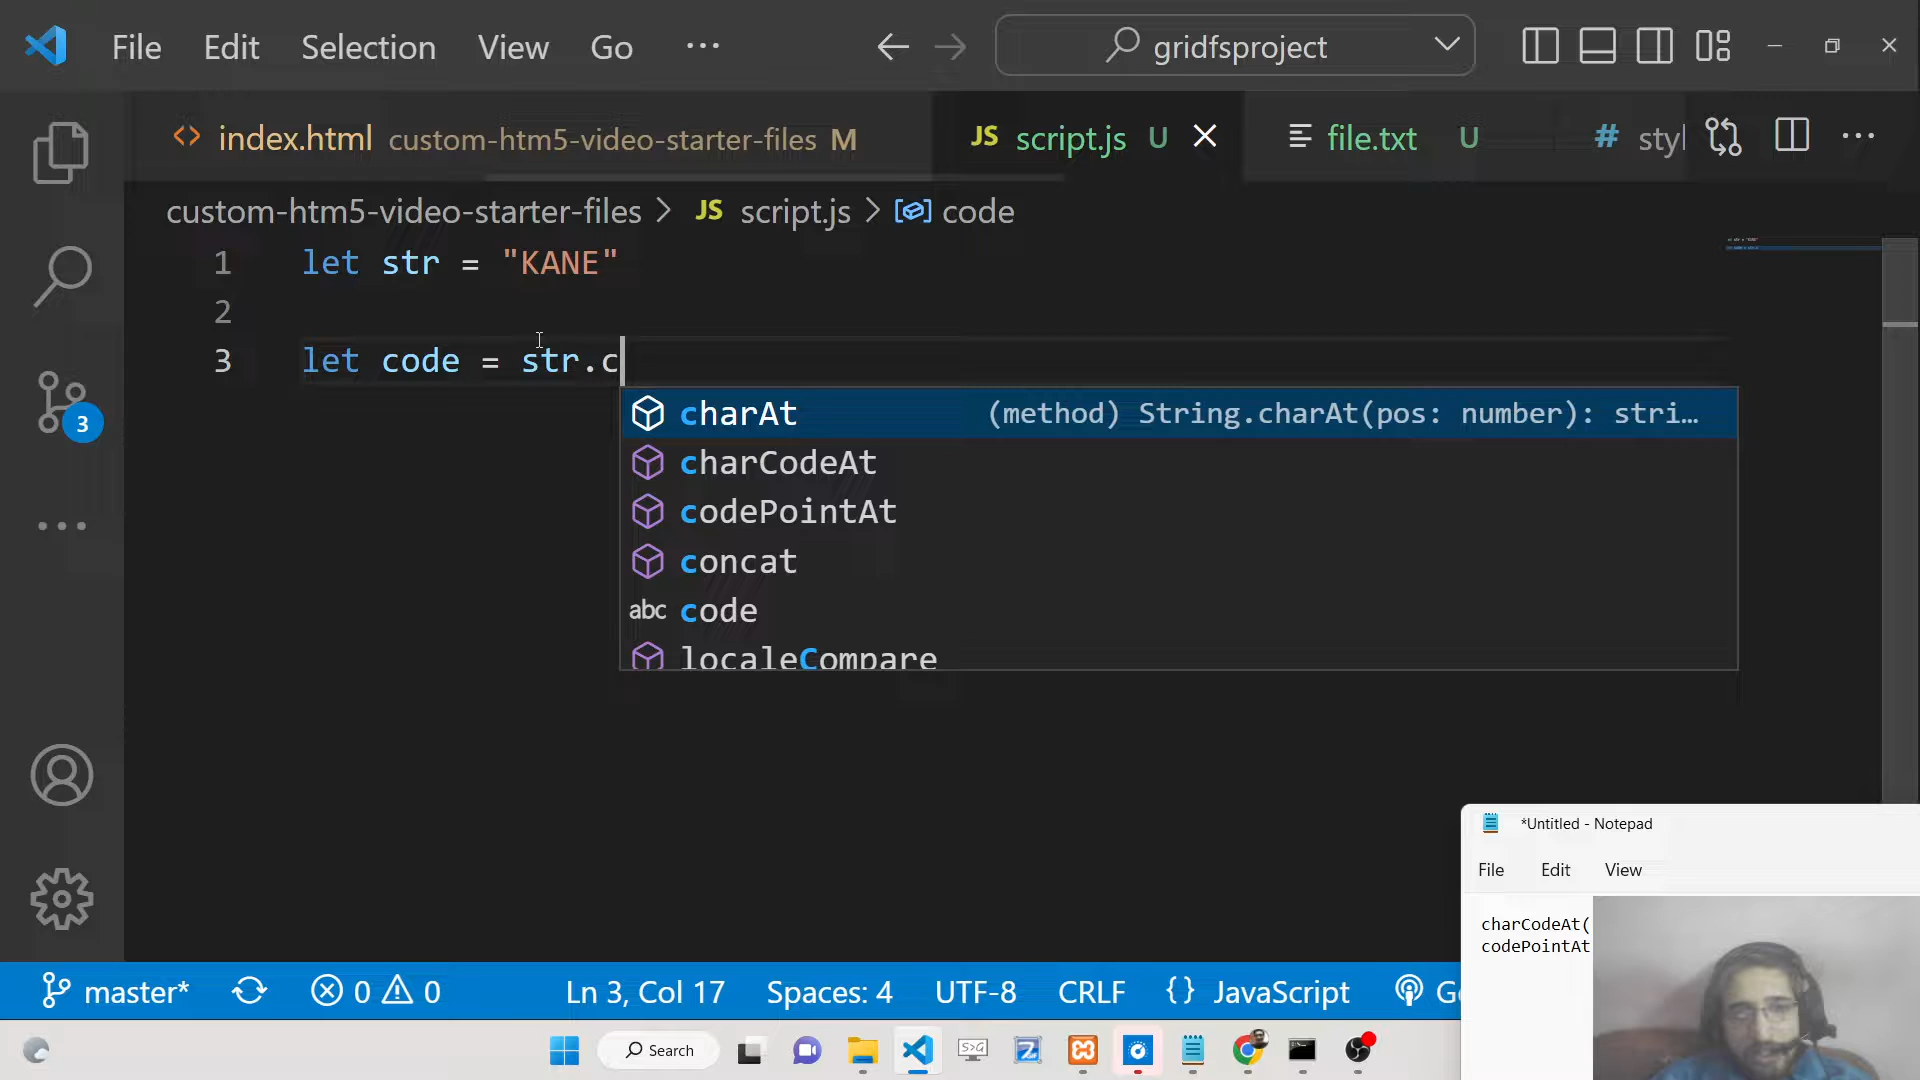 File Edit Selection View Go ... gridfsproject
index.html custom-htm5-video-starter-files M JS script.js U file.txt U # styl
custom-htm5-video-starter-files > JS script.js > code
1 let str = "KANE"
2
3 let code = str.c
charAt (method) String.charAt(pos: number): stri…
charCodeAt
codePointAt
concat
abc code
localeCompare
3
*Untitled - Notepad
File Edit View
charCodeAt(
codePointAt
master* 0 0 Ln 3, Col 17 Spaces: 4 UTF-8 CRLF {} JavaScript G
Search